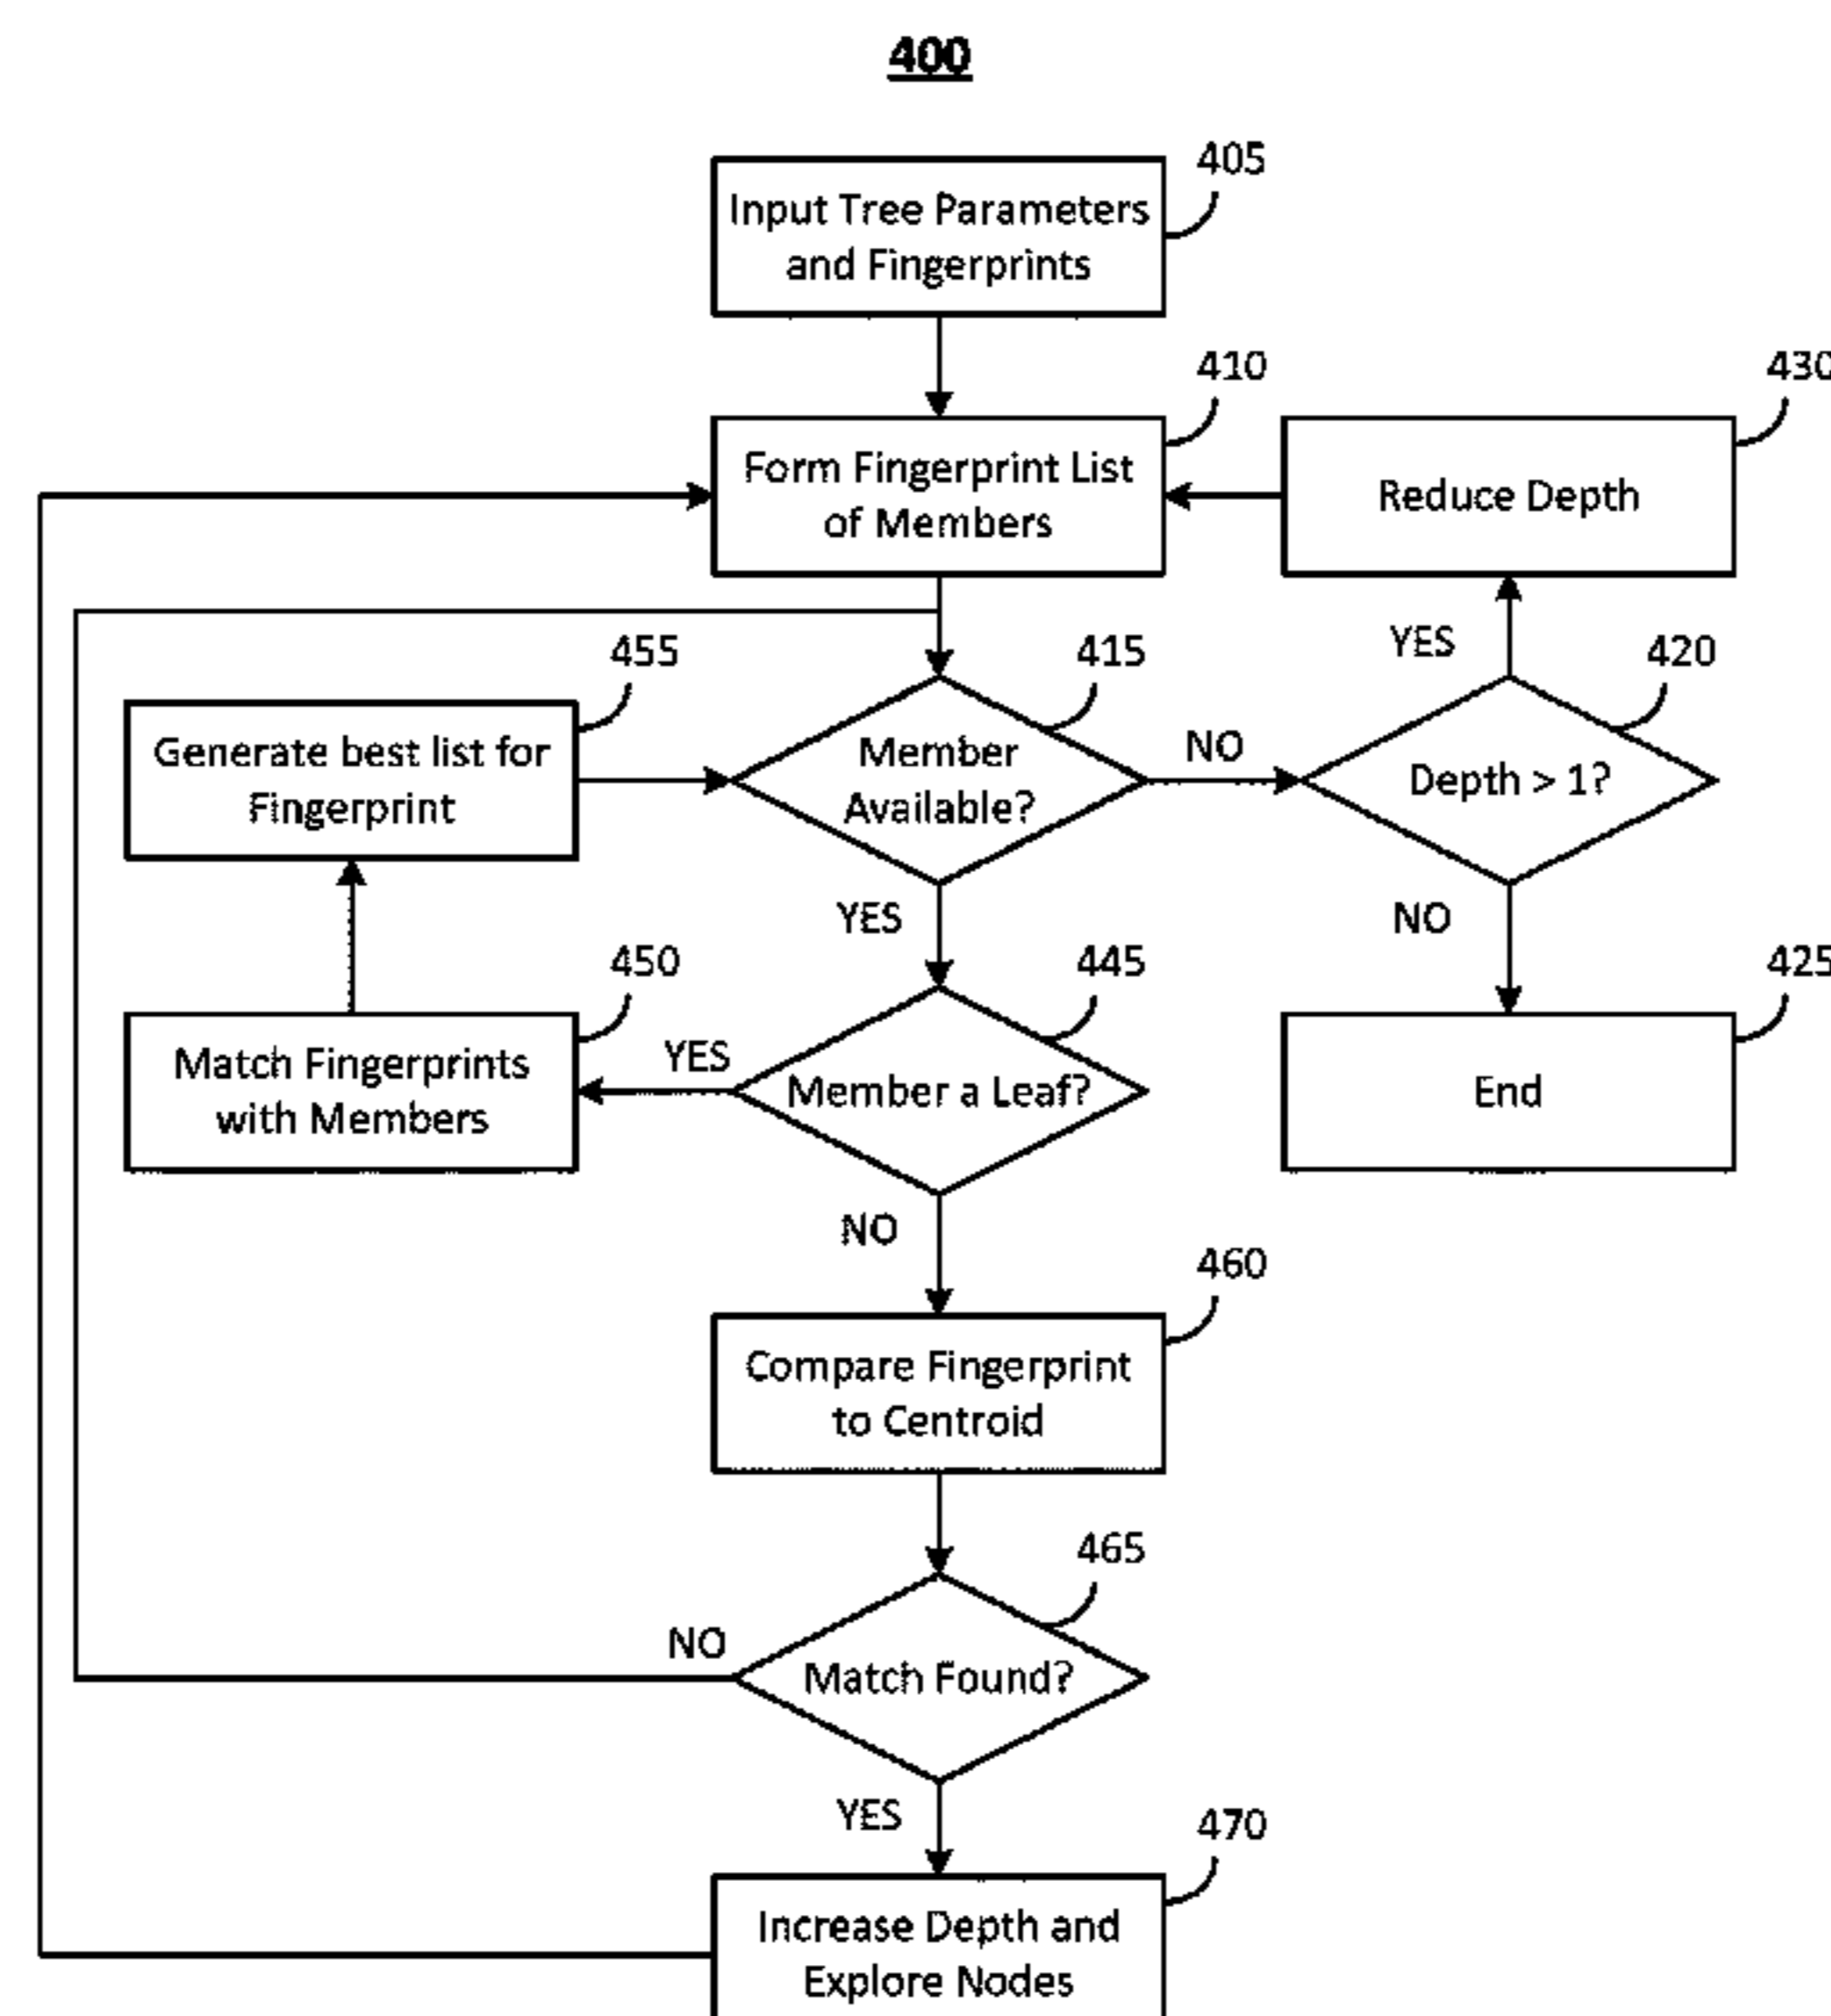 400
405
Input Tree Parameters
and Fingerprints
410
430
Form Fingerprint List
of Members
Reduce Depth
455
415
YES
420
Generate best list for
Fingerprint
Member
Available?
NO
Depth > 1?
YES
NO
450
445
425
Match Fingerprints
with Members
YES
Member a Leaf?
End
NO
460
Compare Fingerprint
to Centroid
465
NO
Match Found?
YES
470
Increase Depth and
Explore Nodes